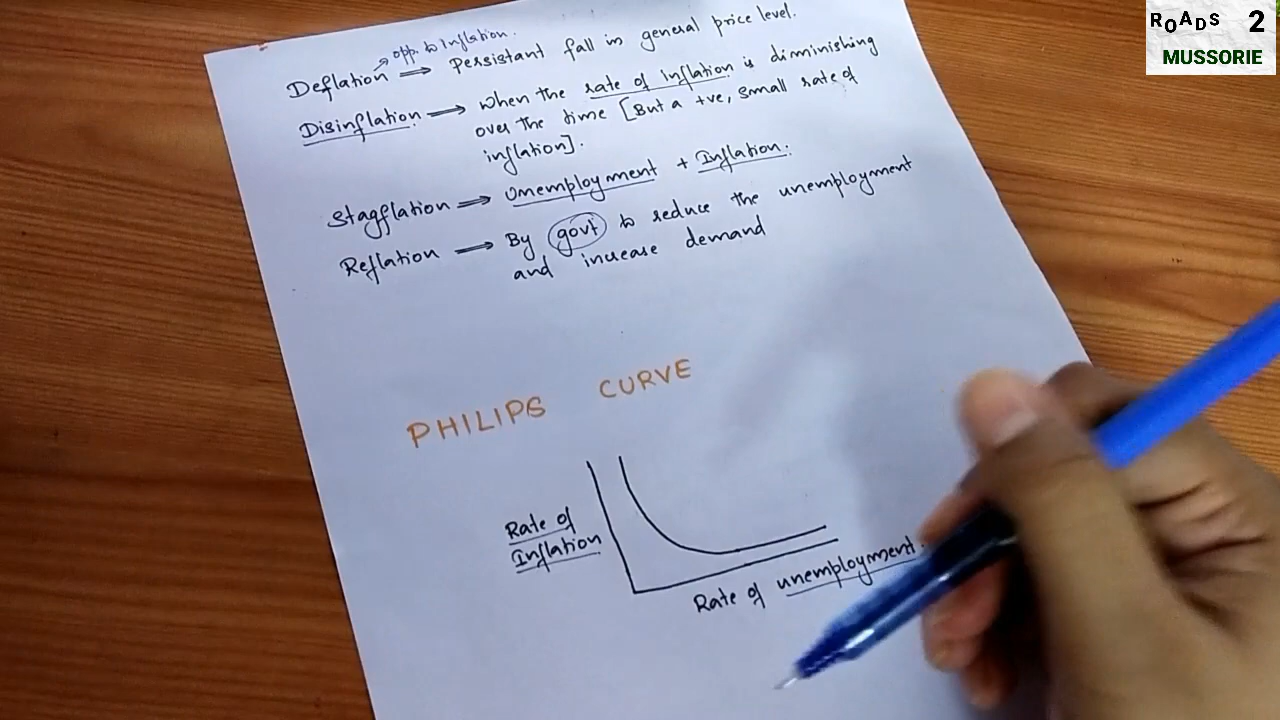 ROADS 2
MUSSORIE
opp. to Inflation.
Deflation ⟹ Persistant fall in general price level.
Disinflation ⟹ When the rate of Inflation is diminishing
over the time [But a +ve, small rate of
inflation].
Stagflation ⟹ Unemployment + Inflation.
Reflation ⟹ By govt to reduce the unemployment
and increase demand
PHILIPS CURVE
Rate of
Inflation
Rate of unemployment.